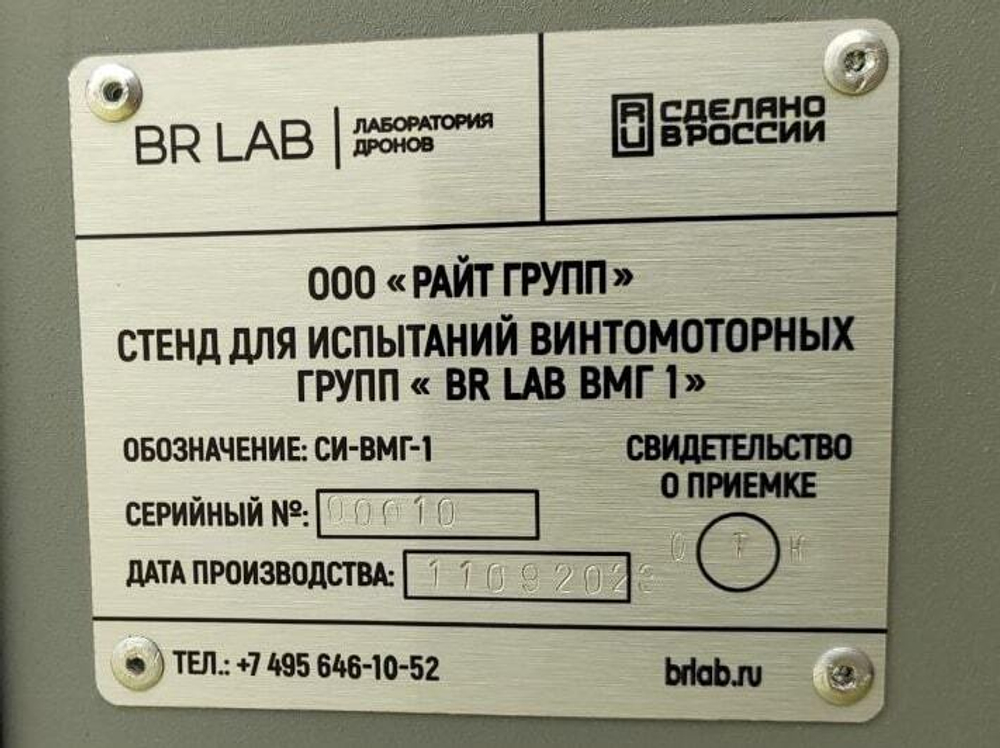 BR LAB
ЛАБОРАТОРИЯ
ДРОНОВ
RU
СДЕЛАНО
В РОССИИ
ООО «РАЙТ ГРУПП»
СТЕНД ДЛЯ ИСПЫТАНИЙ ВИНТОМОТОРНЫХ
ГРУПП « BR LAB ВМГ 1»
ОБОЗНАЧЕНИЕ: СИ-ВМГ-1
СЕРИЙНЫЙ №: 00010
ДАТА ПРОИЗВОДСТВА: 11092023
СВИДЕТЕЛЬСТВО
О ПРИЕМКЕ
О Т К
ТЕЛ.: +7 495 646-10-52
brlab.ru